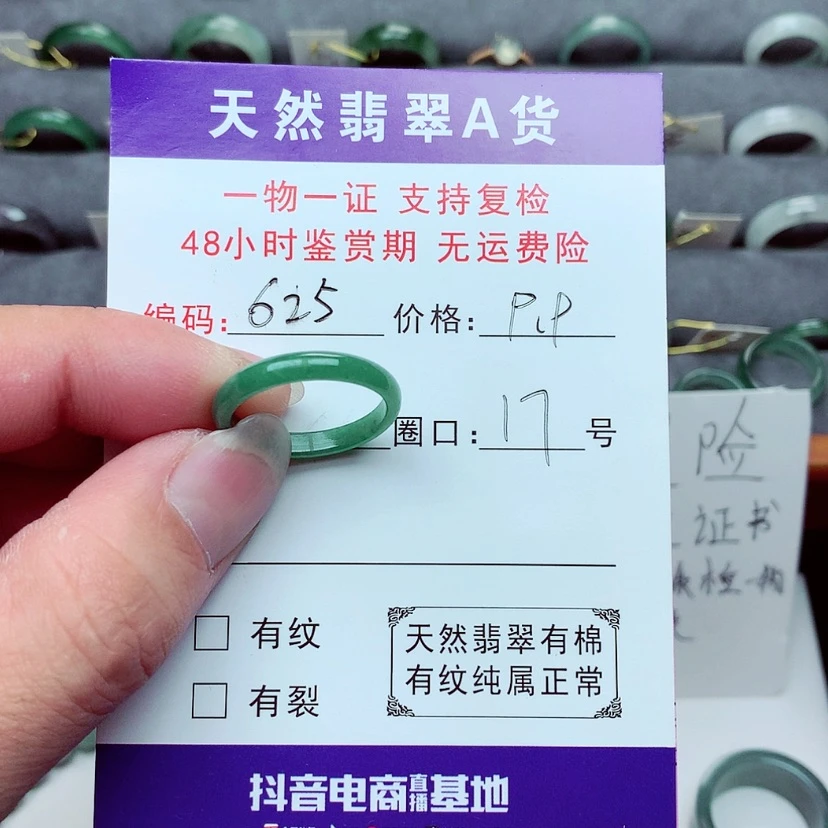 天然翡翠A货
一物一证 支持复检
48小时鉴赏期 无运费险
编码: 625 价格: P1P
圈口: 17 号
有纹
有裂
天然翡翠有棉
有纹纯属正常
抖音电商直播基地
险
证书